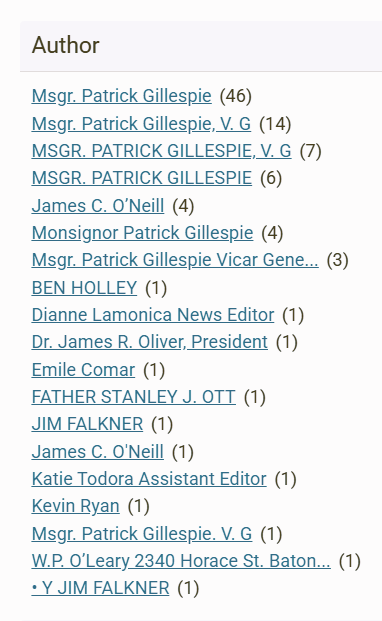 Author
Msgr. Patrick Gillespie (46)
Msgr. Patrick Gillespie, V. G (14)
MSGR. PATRICK GILLESPIE, V. G (7)
MSGR. PATRICK GILLESPIE (6)
James C. O’Neill (4)
Monsignor Patrick Gillespie (4)
Msgr. Patrick Gillespie Vicar Gene... (3)
BEN HOLLEY (1)
Dianne Lamonica News Editor (1)
Dr. James R. Oliver, President (1)
Emile Comar (1)
FATHER STANLEY J. OTT (1)
JIM FALKNER (1)
James C. O'Neill (1)
Katie Todora Assistant Editor (1)
Kevin Ryan (1)
Msgr. Patrick Gillespie. V. G (1)
W.P. O’Leary 2340 Horace St. Baton... (1)
• Y JIM FALKNER (1)